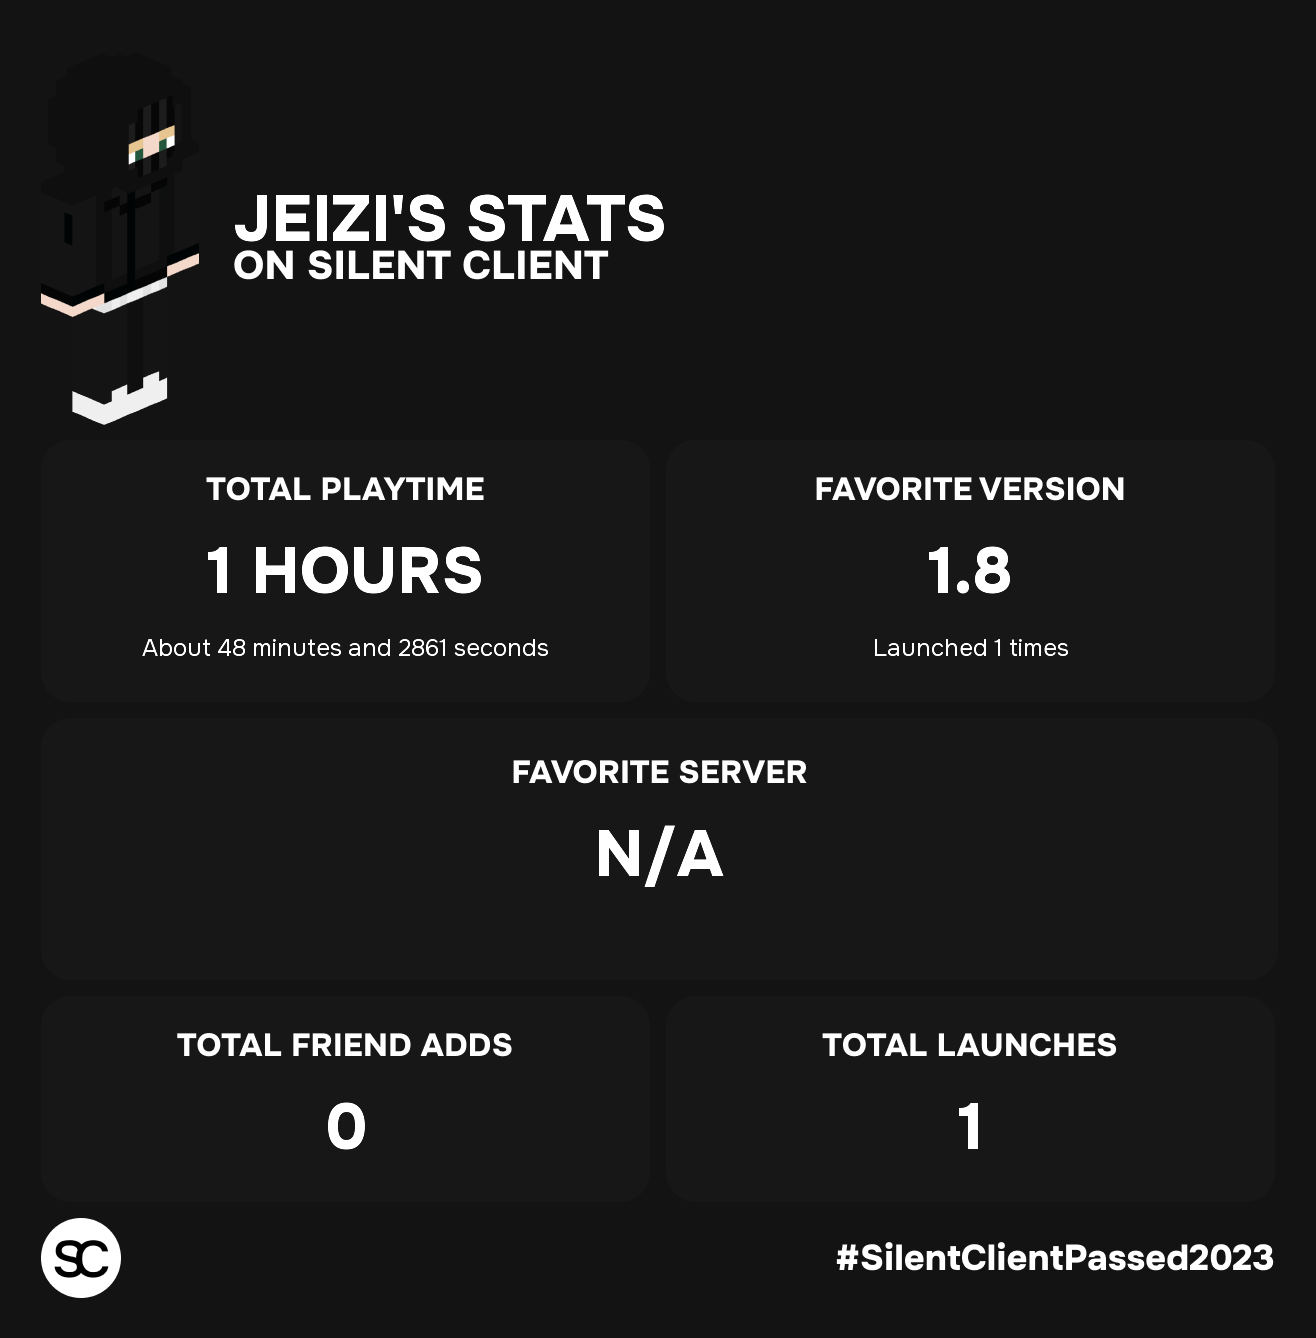 JEIZI'S STATS
ON SILENT CLIENT
TOTAL PLAYTIME
1 HOURS
About 48 minutes and 2861 seconds
FAVORITE VERSION
1.8
Launched 1 times
FAVORITE SERVER
N/A
TOTAL FRIEND ADDS
0
TOTAL LAUNCHES
1
SC
#SilentClientPassed2023